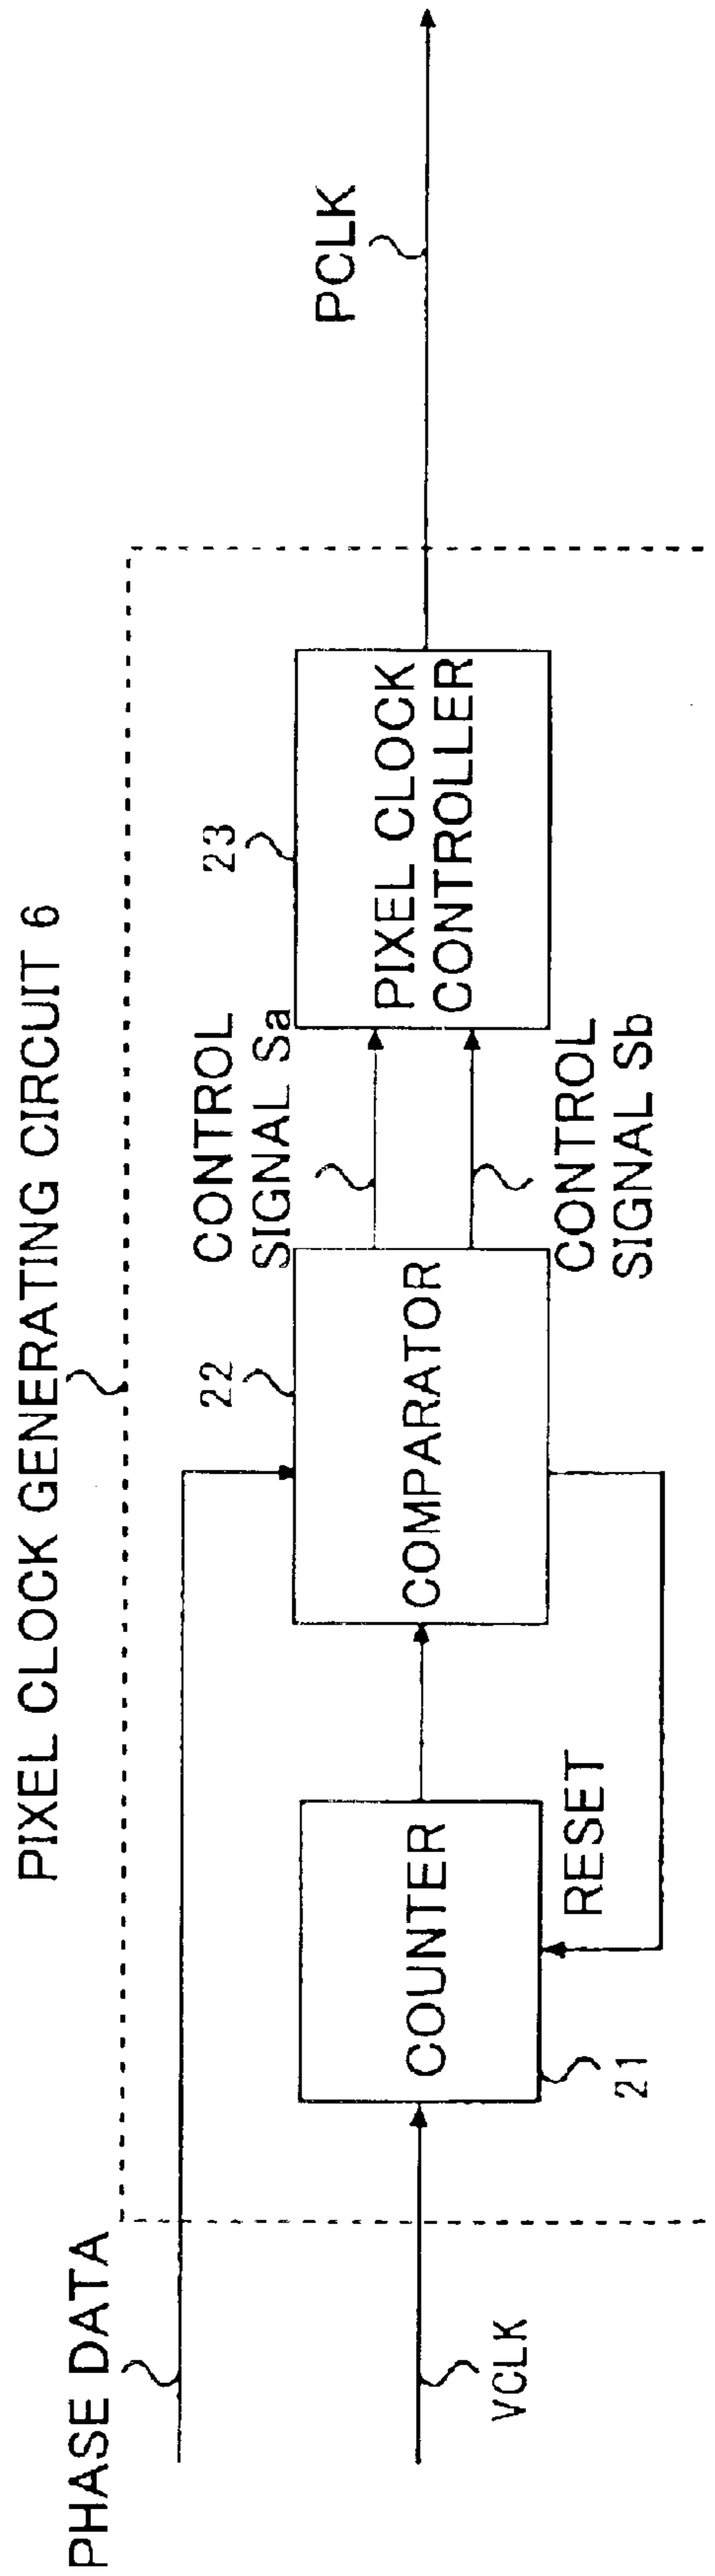 PIXEL CLOCK GENERATING CIRCUIT 6
PHASE DATA
VCLK
COUNTER
21
RESET
22
COMPARATOR
CONTROL
SIGNAL Sa
CONTROL
SIGNAL Sb
23
PIXEL CLOCK
CONTROLLER
PCLK